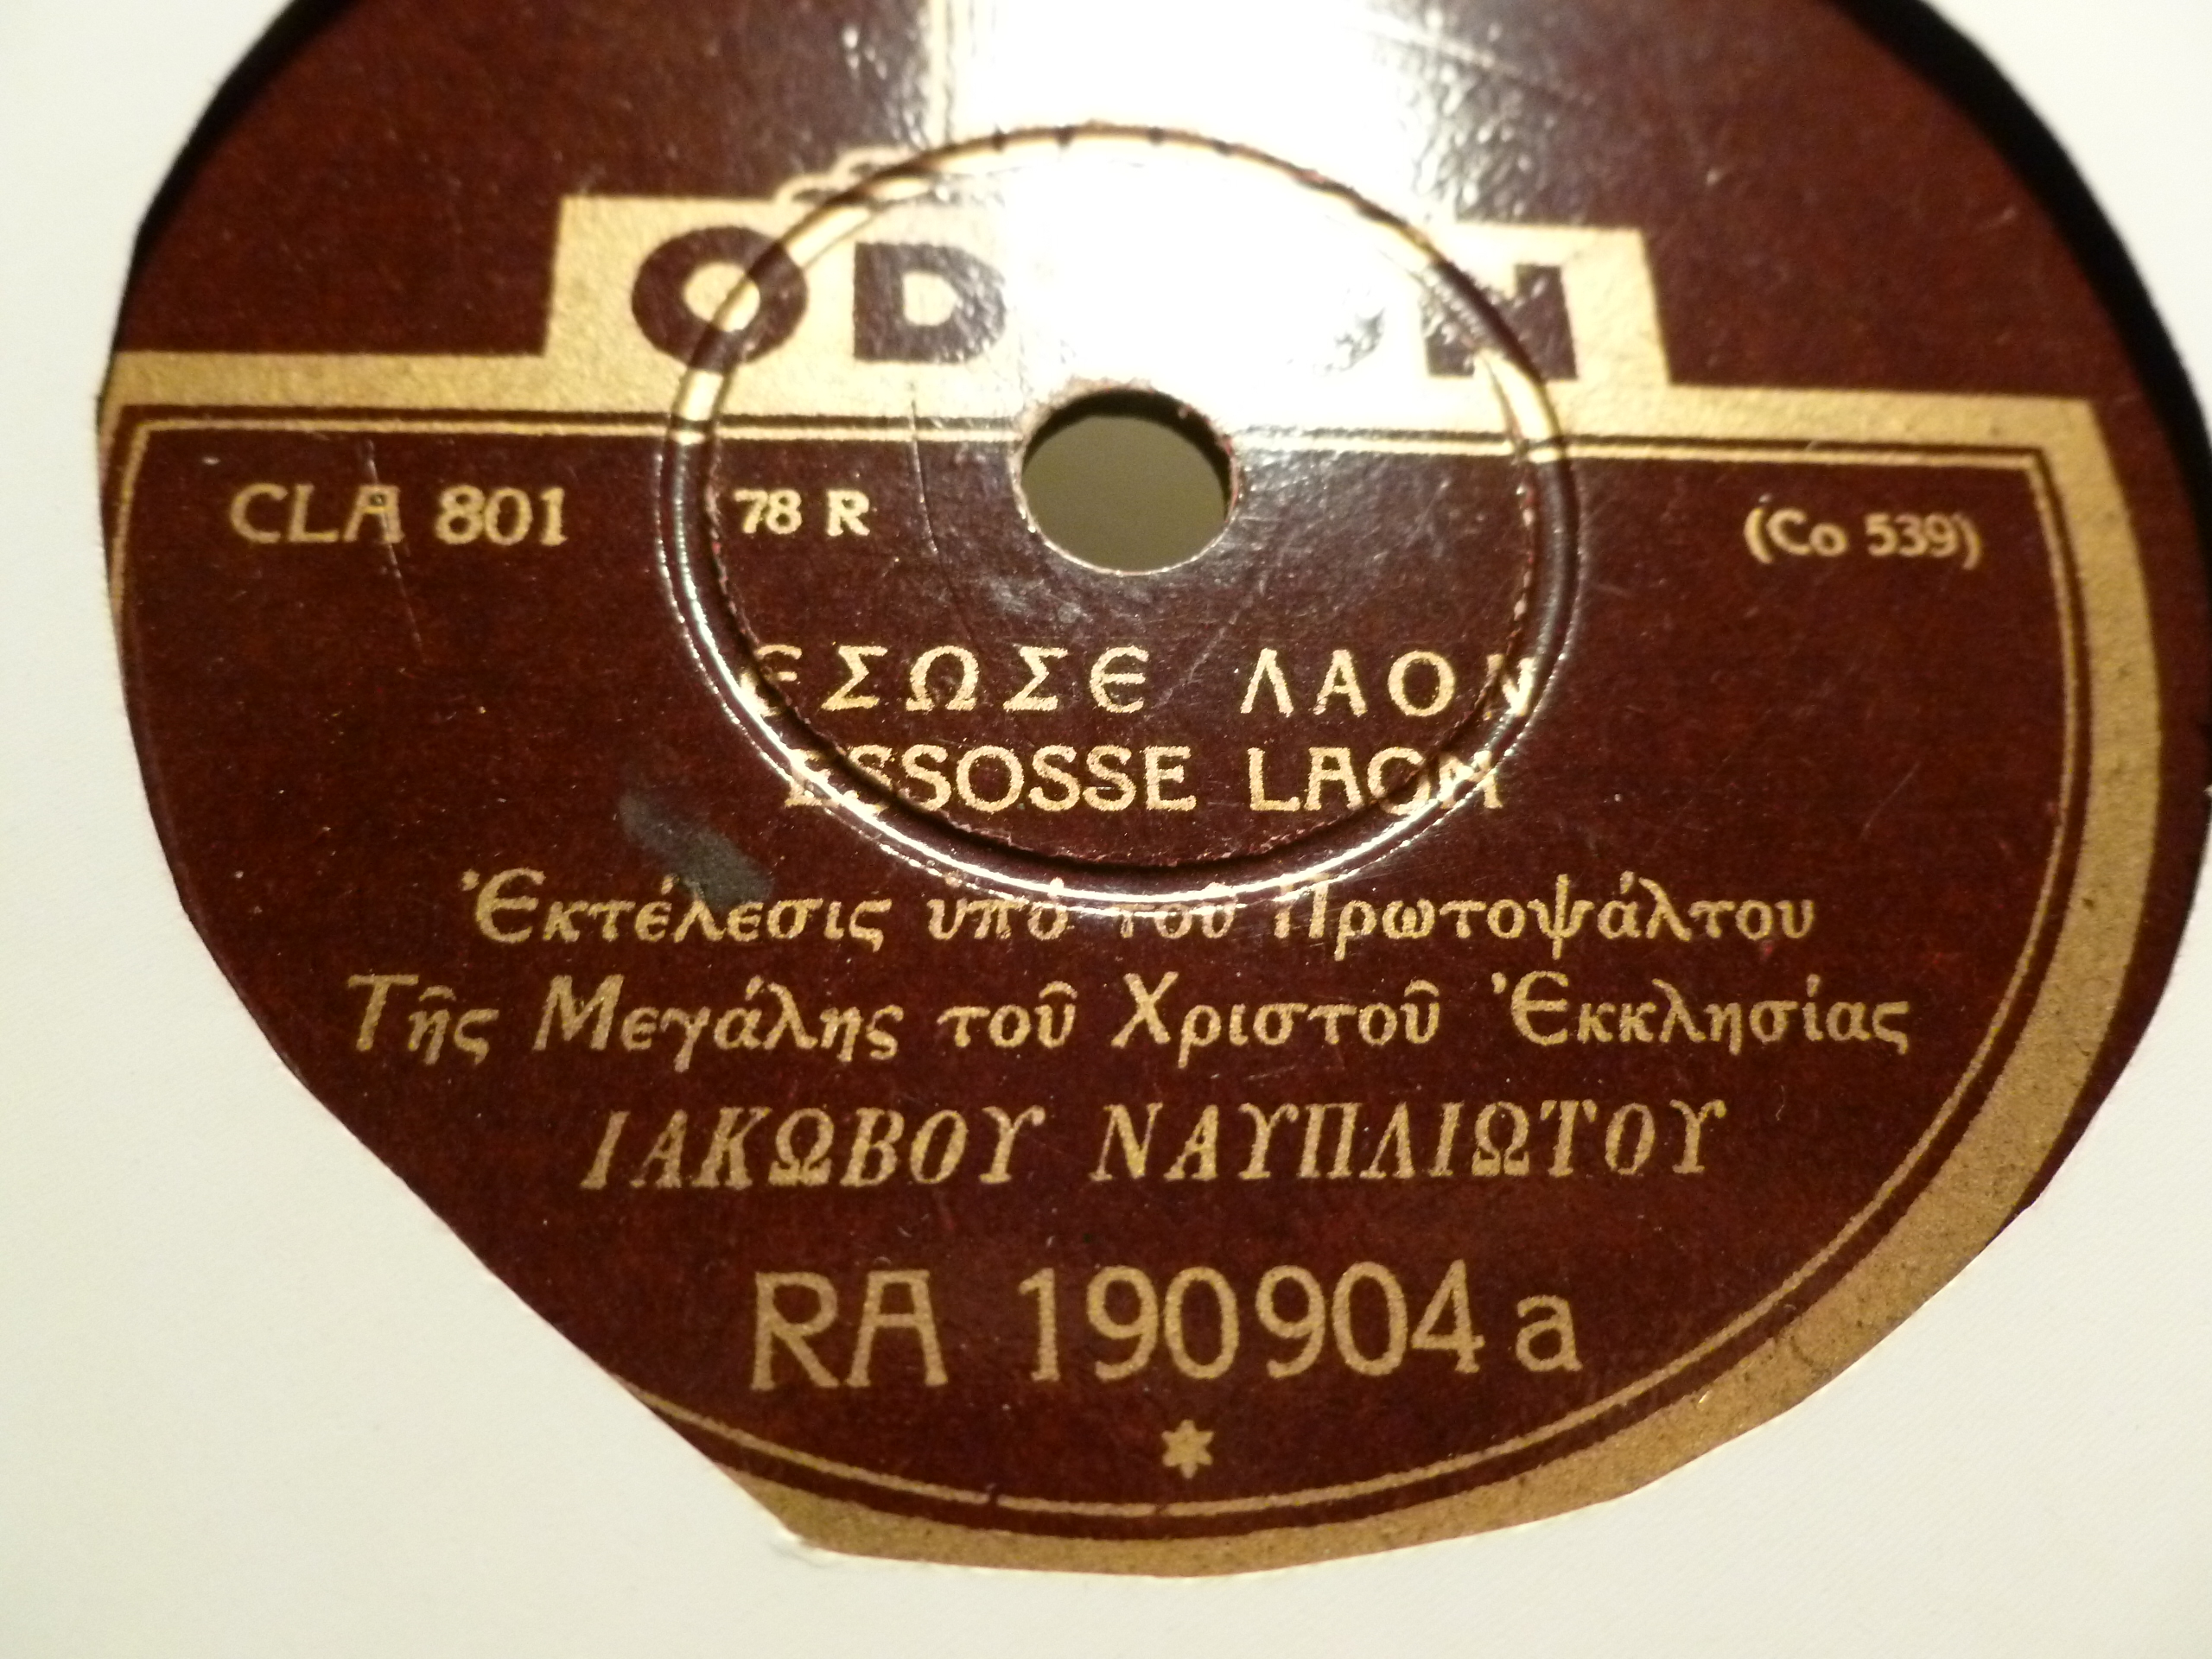 ODEON
CLA 801 78 R (Co 539)
ΕΣΩΣΕ ΛΑΟΝ
ESSOSSE LAON
Ἐκτέλεσις ὑπὸ τοῦ Πρωτοψάλτου
Τῆς Μεγάλης τοῦ Χριστοῦ Ἐκκλησίας
ΙΑΚΩΒΟΥ ΝΑΥΠΛΙΩΤΟΥ
RA 190904 a